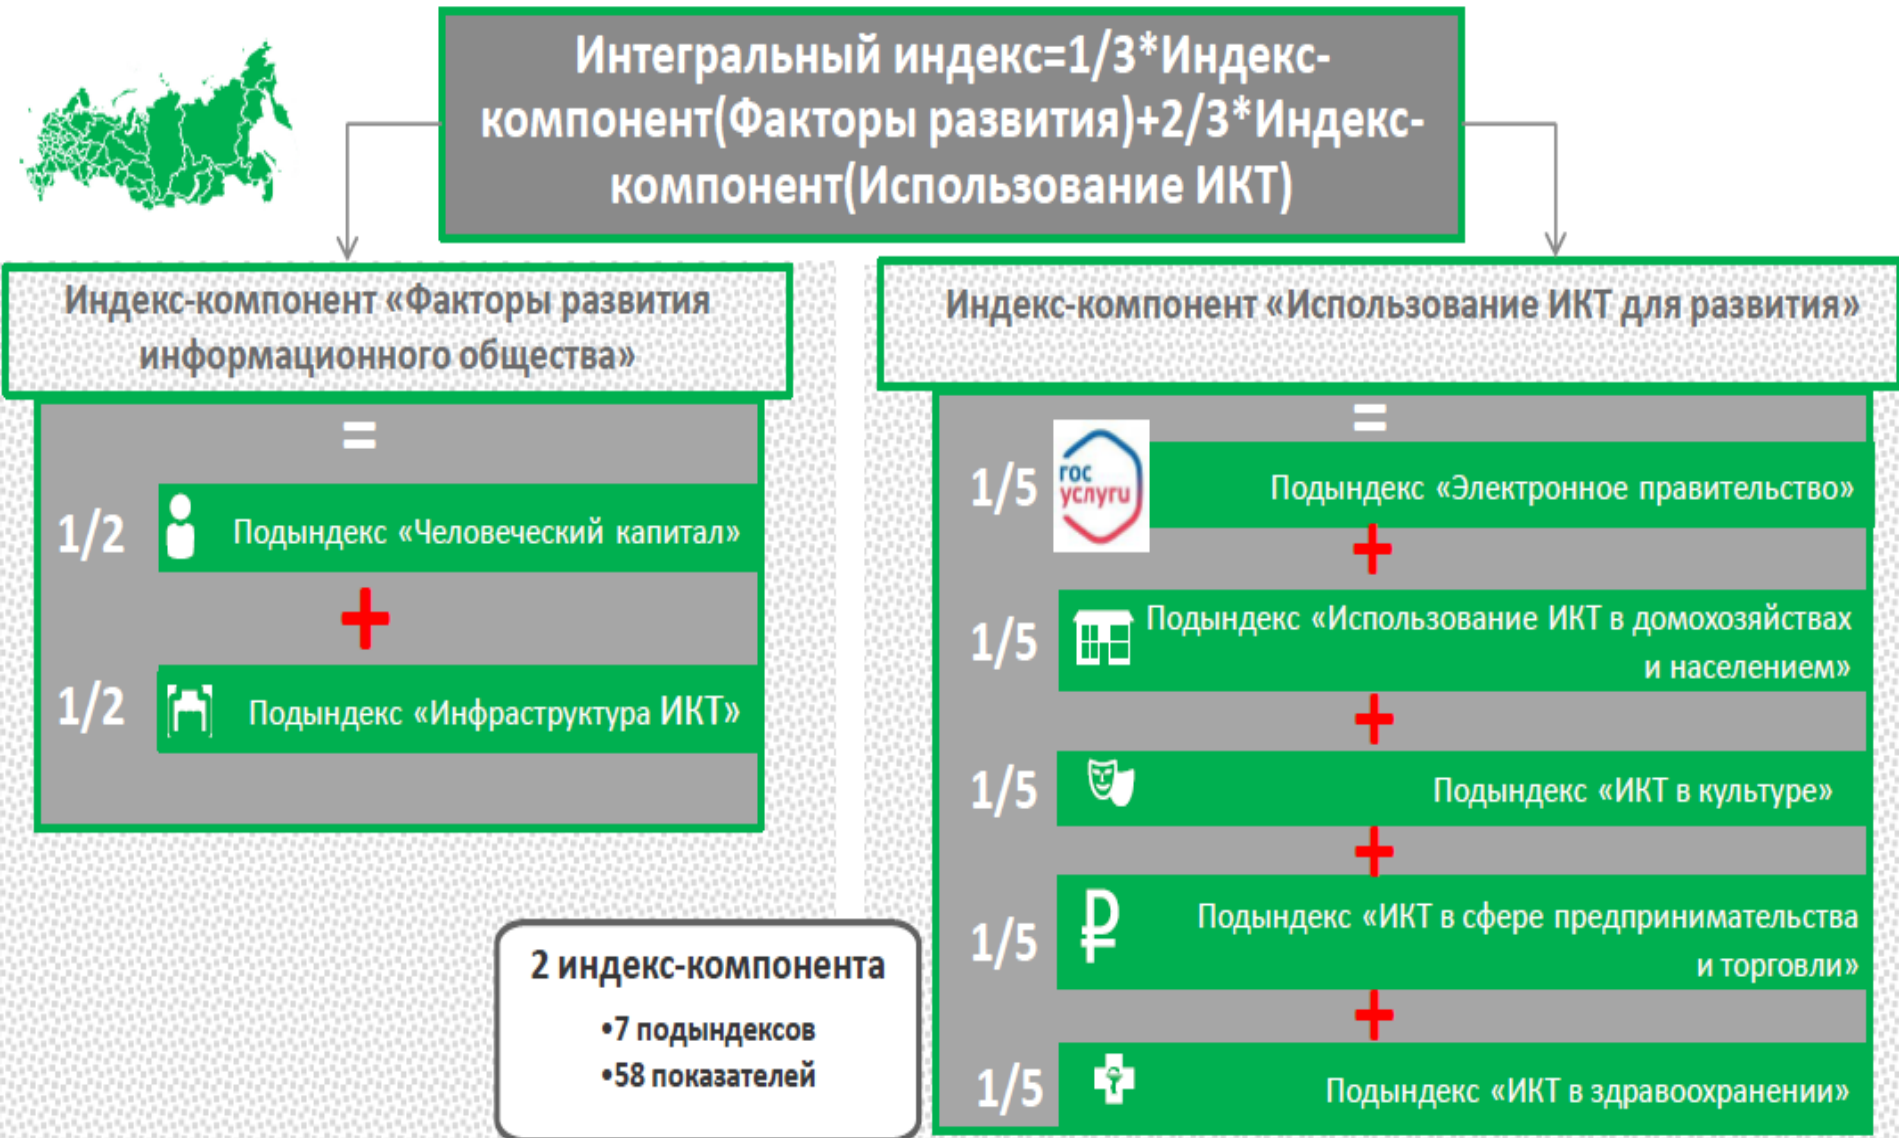 Интегральный индекс=1/3*Индекс-
компонент(Факторы развития)+2/3*Индекс-
компонент(Использование ИКТ)
Индекс-компонент «Факторы развития
информационного общества»
=
1/2
Подындекс «Человеческий капитал»
+
1/2
Подындекс «Инфраструктура ИКТ»
Индекс-компонент «Использование ИКТ для развития»
=
1/5
гос
услуги
Подындекс «Электронное правительство»
+
1/5
Подындекс «Использование ИКТ в домохозяйствах
и населением»
+
1/5
Подындекс «ИКТ в культуре»
+
1/5
₽
Подындекс «ИКТ в сфере предпринимательства
и торговли»
+
1/5
Подындекс «ИКТ в здравоохранении»
2 индекс-компонента
•7 подындексов
•58 показателей